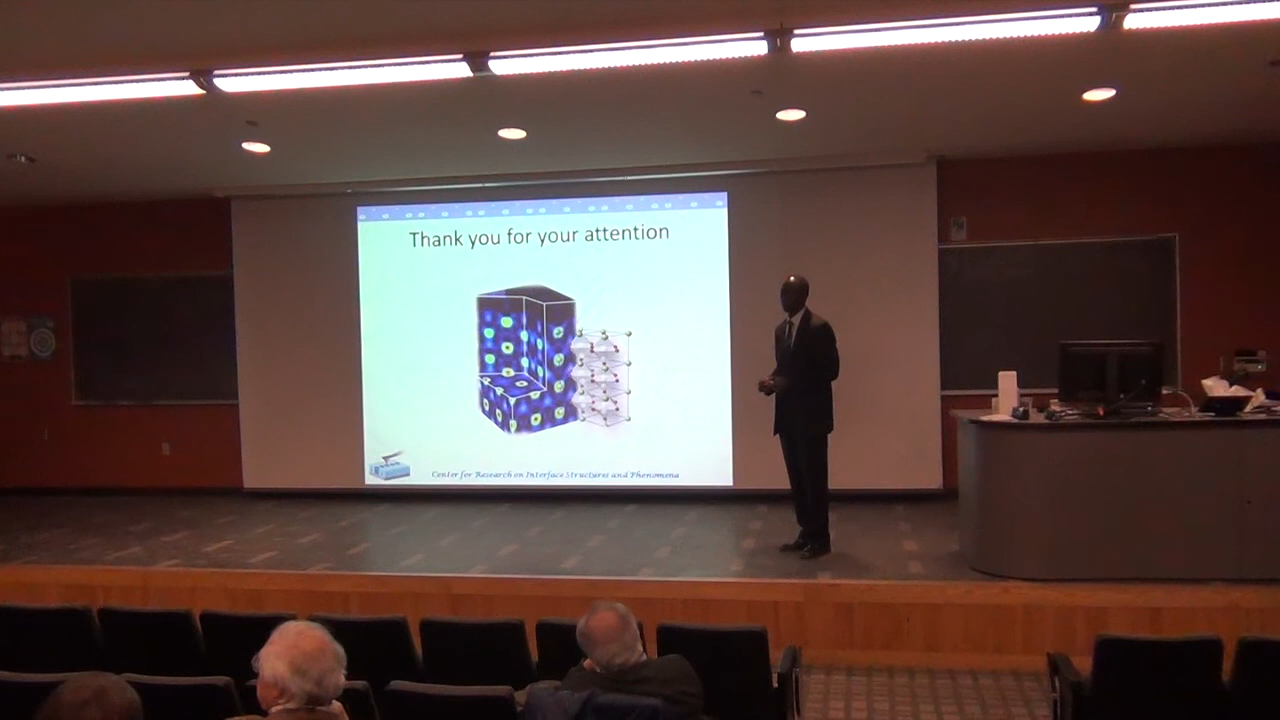 Thank you for your attention
Center for Research on Interface Structures and Phenomena